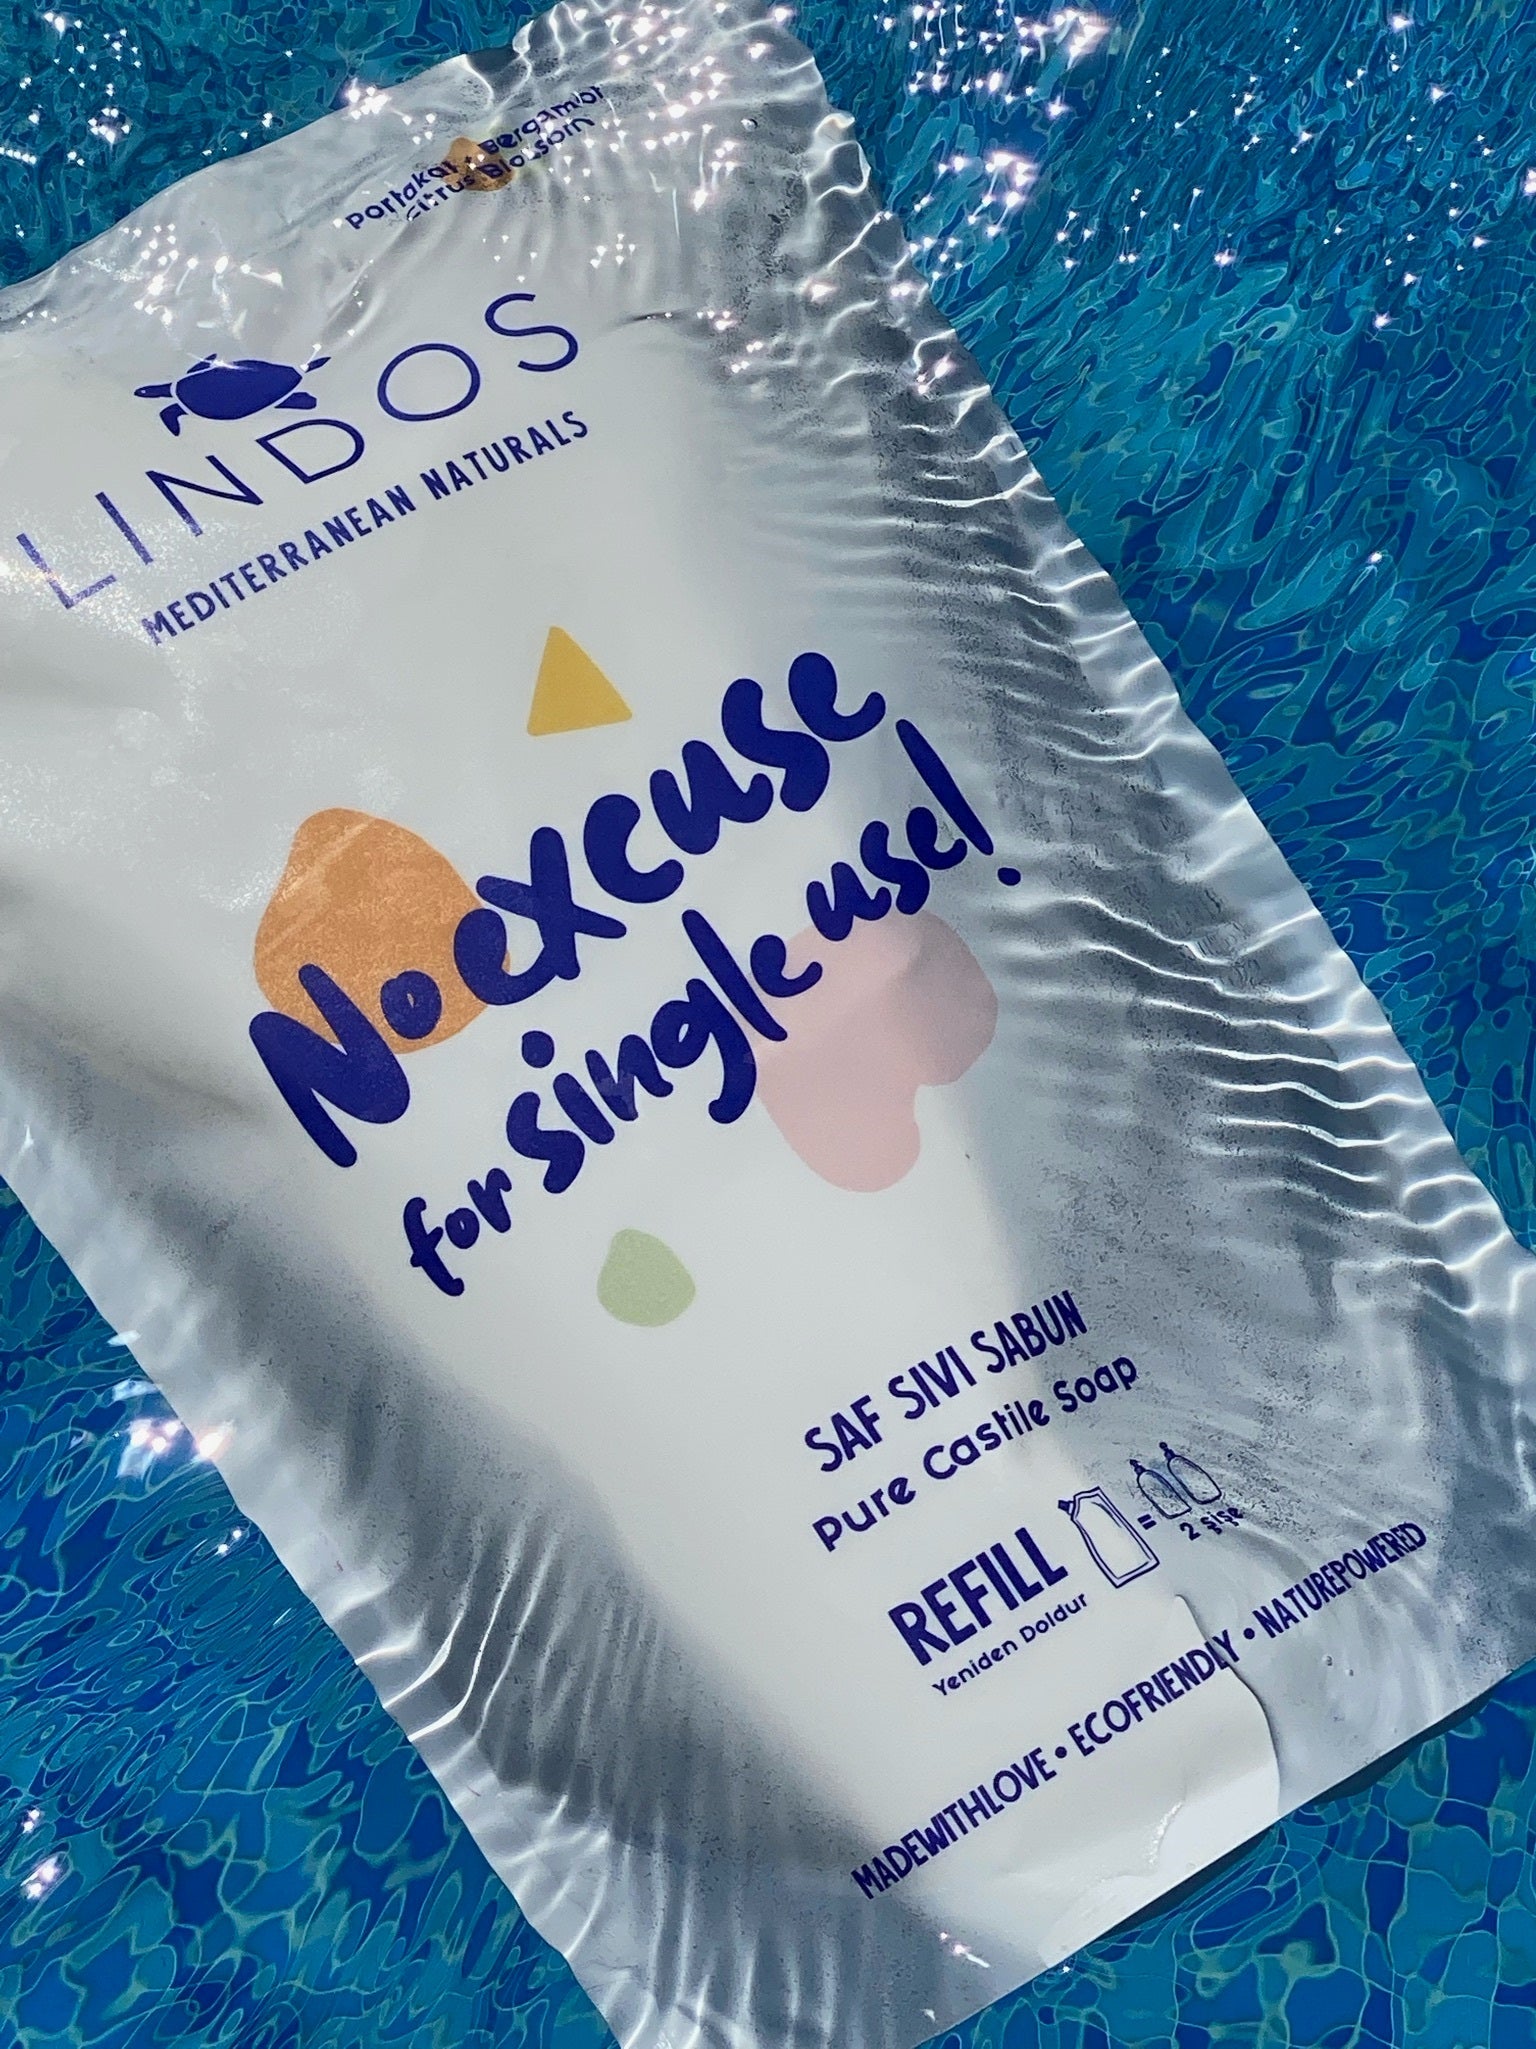 Portakal + Bergamot
Citrus Blossom
LINDOS
MEDITERRANEAN NATURALS
No excuse
for single use!
SAF SIVI SABUN
Pure Castile Soap
REFILL
=
2 şişe
Yeniden Doldur
MADEWITHLOVE • ECOFRIENDLY • NATUREPOWERED